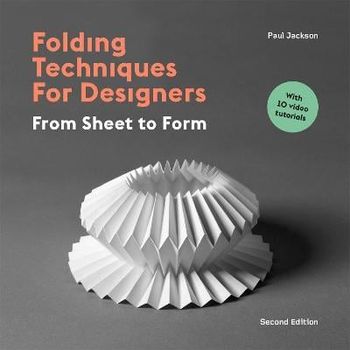 Paul Jackson
Folding
Techniques
For Designers
From Sheet to Form
With
10 video
tutorials
Second Edition